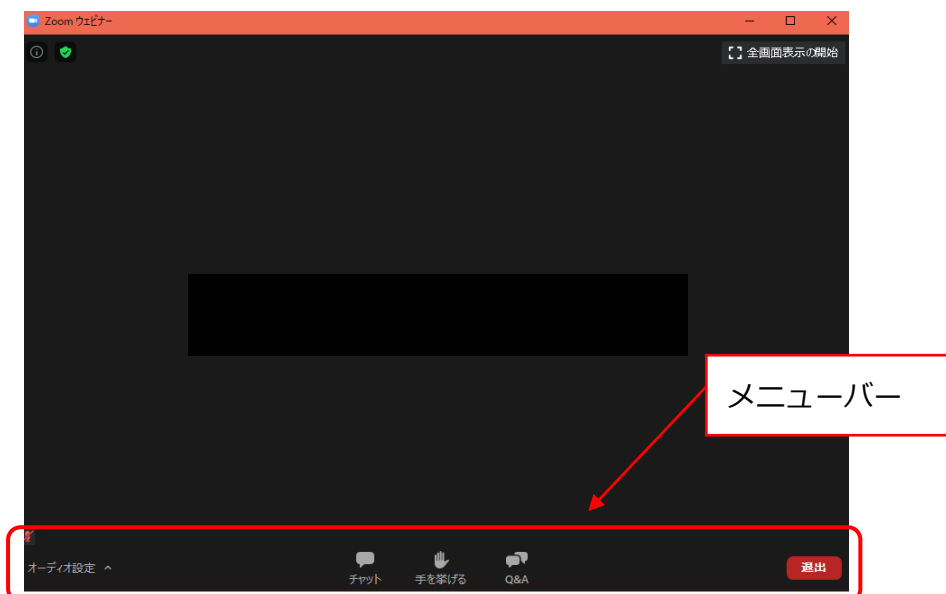 Zoom ウェビナー
全画面表示の開始
メニューバー
オーディオ設定
チャット
手を挙げる
Q&A
退出